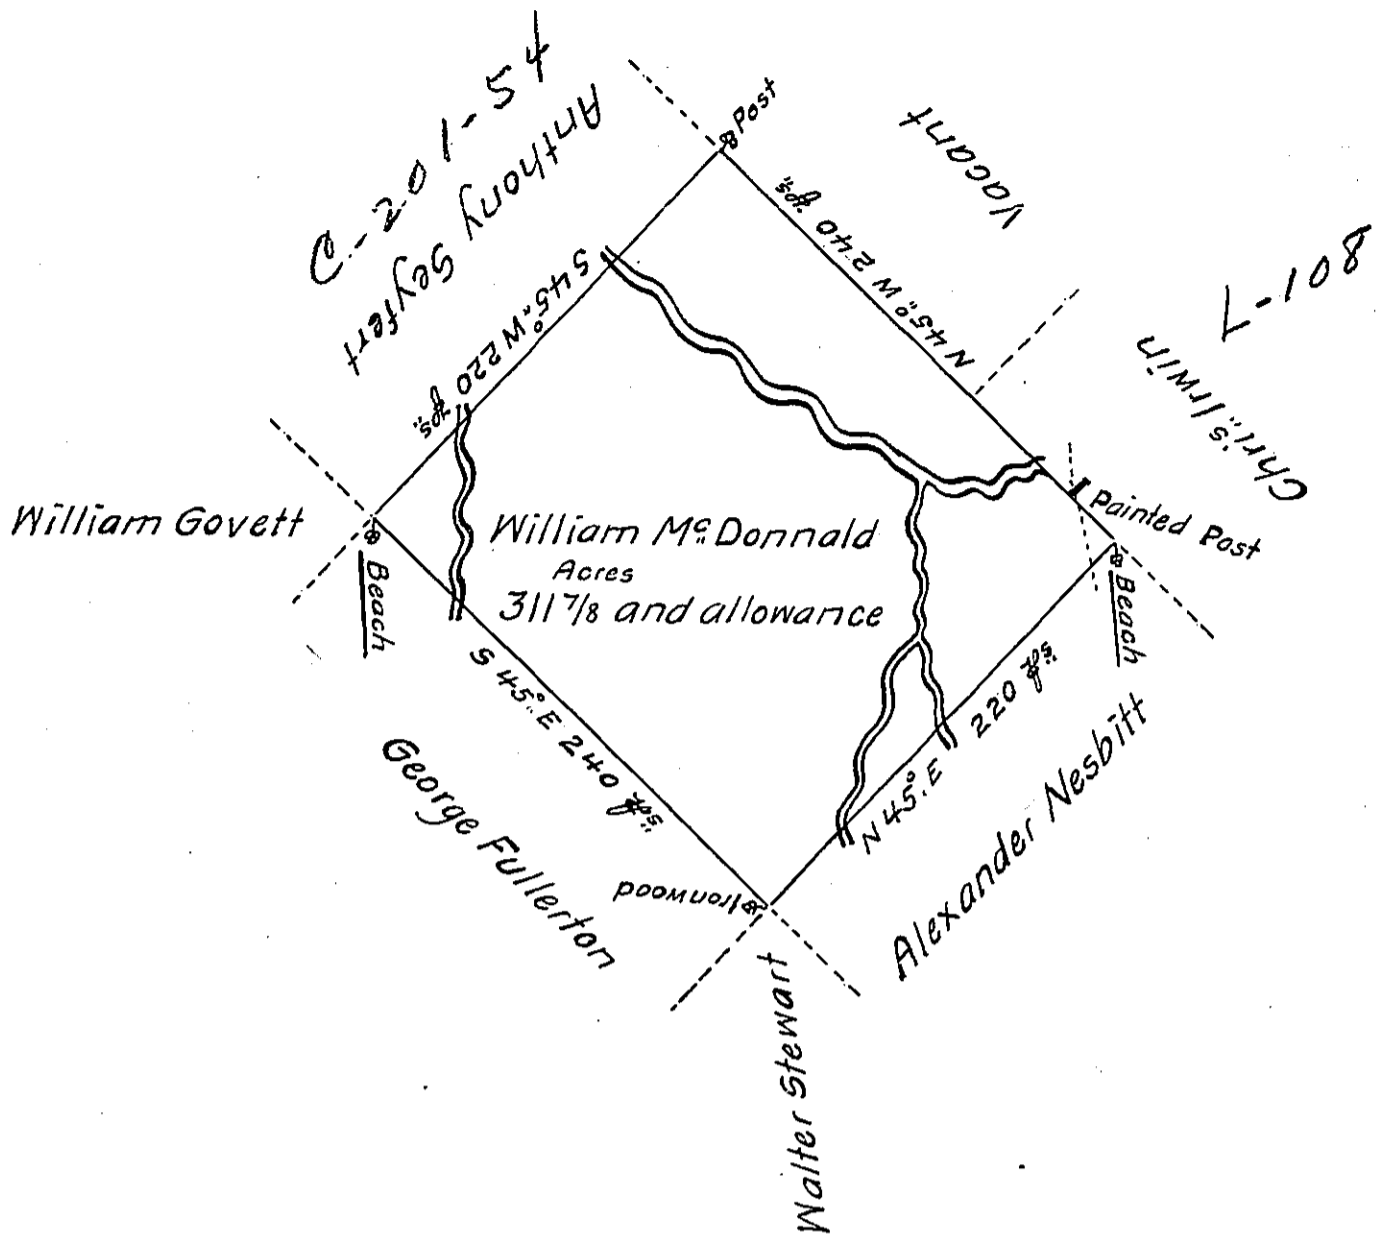 C-201-54
Anthony Seyfert
Post
Vacant
N 45° W 240 ps.
L-108
Chris. Irwin
S 45° W 220 ps.
William Govett
Beach
William McDonnald
Acres
311 7/8 and allowance
Painted Post
Beach
S 45° E 240 ps.
N 45° E 220 ps.
George Fullerton
Ironwood
Alexander Nesbitt
Walter Stewart